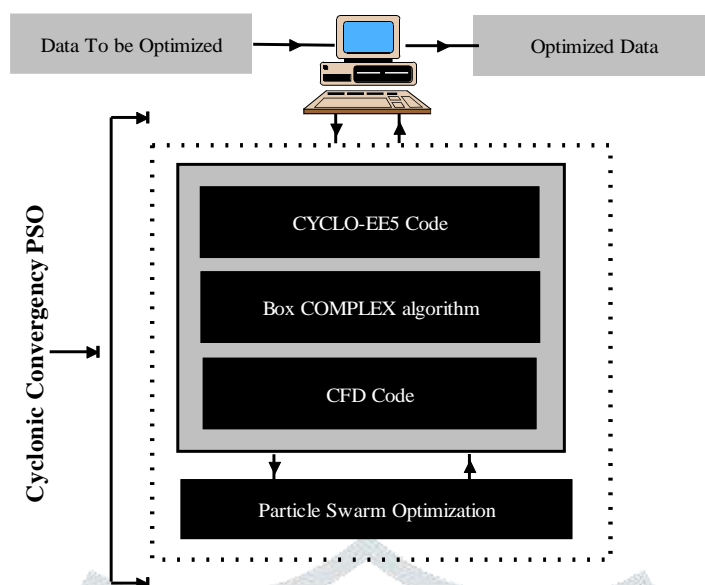 Data To be Optimized
Optimized Data
Cyclonic Convergency PSO
CYCLO-EE5 Code
Box COMPLEX algorithm
CFD Code
Particle Swarm Optimization